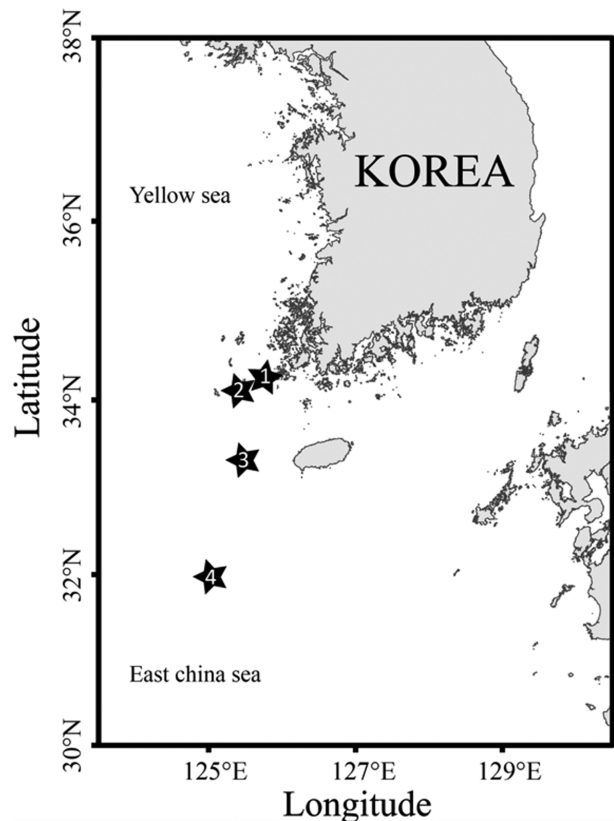 38°N
KOREA
Yellow sea
36°N
Latitude
34°N
1
2
3
32°N
4
East china sea
30°N
125°E 127°E 129°E
Longitude